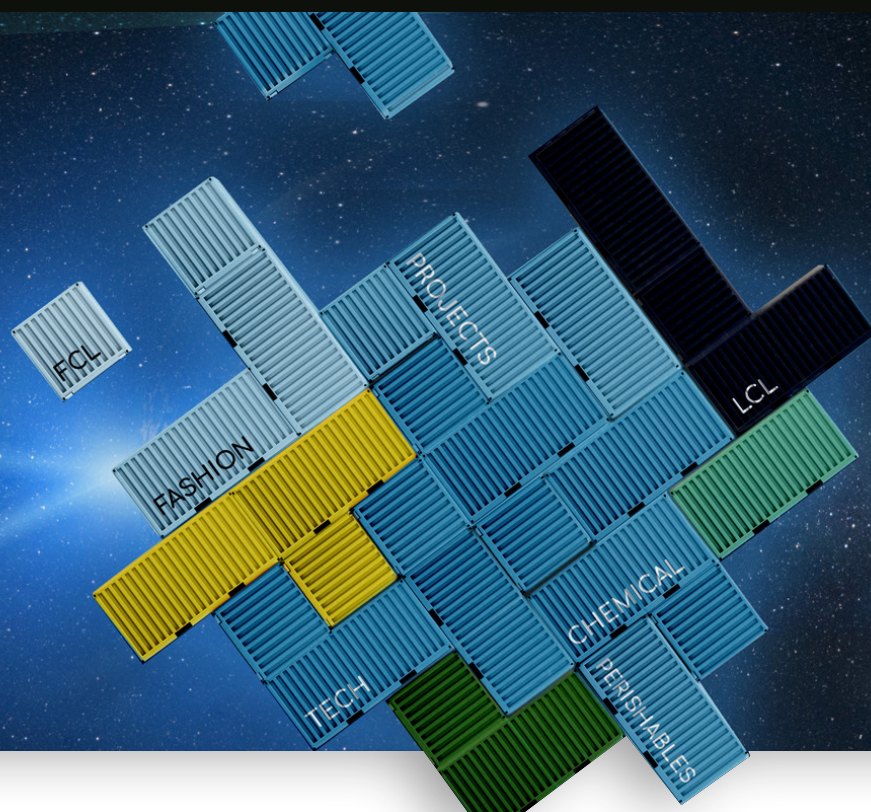 PROJECTS
FCL
LCL
FASHION
CHEMICAL
TECH
PERISHABLES